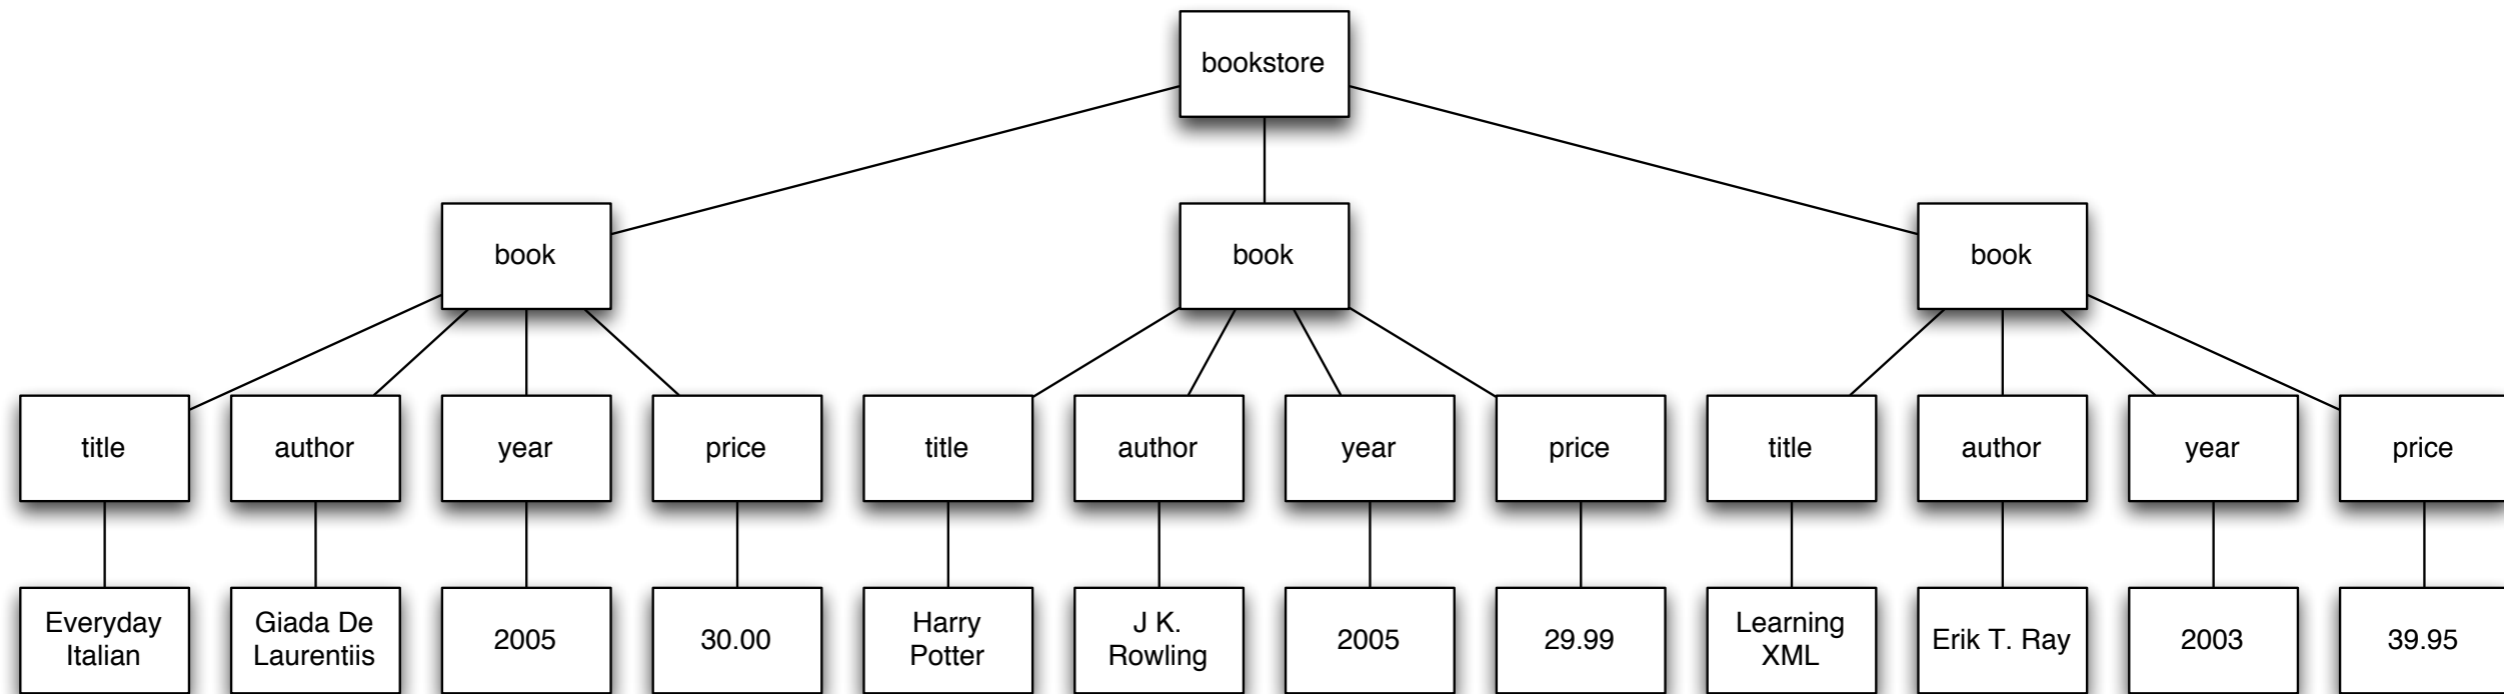 bookstore
book
book
book
title
author
year
price
title
author
year
price
title
author
year
price
Everyday
Italian
Giada De
Laurentiis
2005
30.00
Harry
Potter
J K.
Rowling
2005
29.99
Learning
XML
Erik T. Ray
2003
39.95